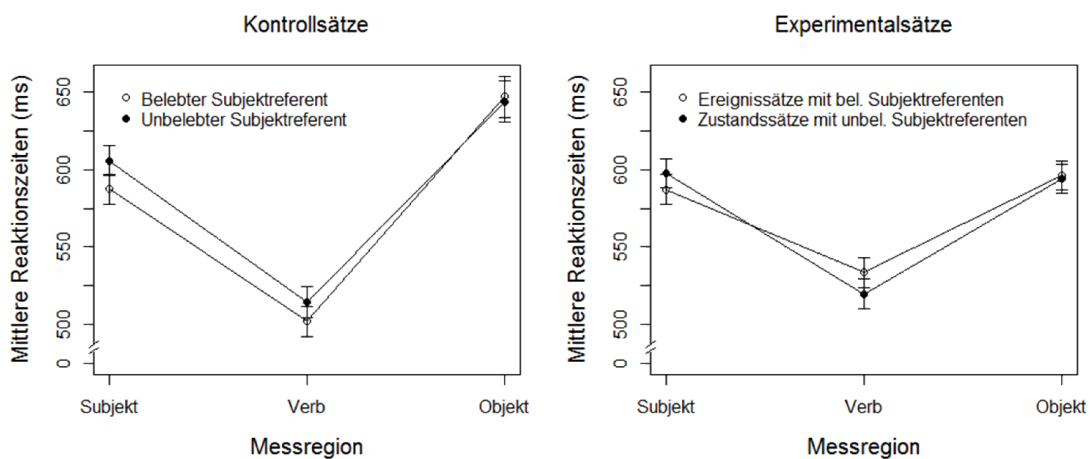 Kontrollsätze
Mittlere Reaktionszeiten (ms)
650
600
550
500
0
Belebter Subjektreferent
Unbelebter Subjektreferent
Subjekt Verb Objekt
Messregion
Experimentalsätze
Mittlere Reaktionszeiten (ms)
650
600
550
500
0
Ereignissätze mit bel. Subjektreferenten
Zustandssätze mit unbel. Subjektreferenten
Subjekt Verb Objekt
Messregion